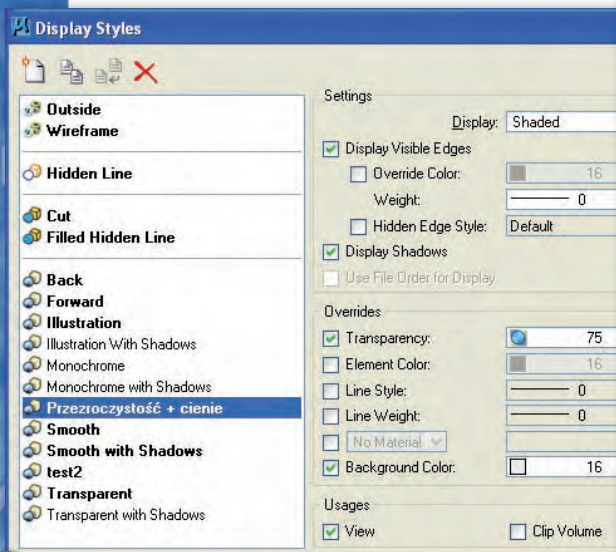 Display Styles
Outside
Wireframe
Hidden Line
Cut
Filled Hidden Line
Back
Forward
Illustration
Illustration With Shadows
Monochrome
Monochrome with Shadows
Przezroczystość + cienie
Smooth
Smooth with Shadows
test2
Transparent
Transparent with Shadows
Settings
Display: Shaded
Display Visible Edges
Override Color: 16
Weight: 0
Hidden Edge Style: Default
Display Shadows
Use File Order for Display
Overrides
Transparency: 75
Element Color: 16
Line Style: 0
Line Weight: 0
No Material
Background Color: 16
Usages
View Clip Volume